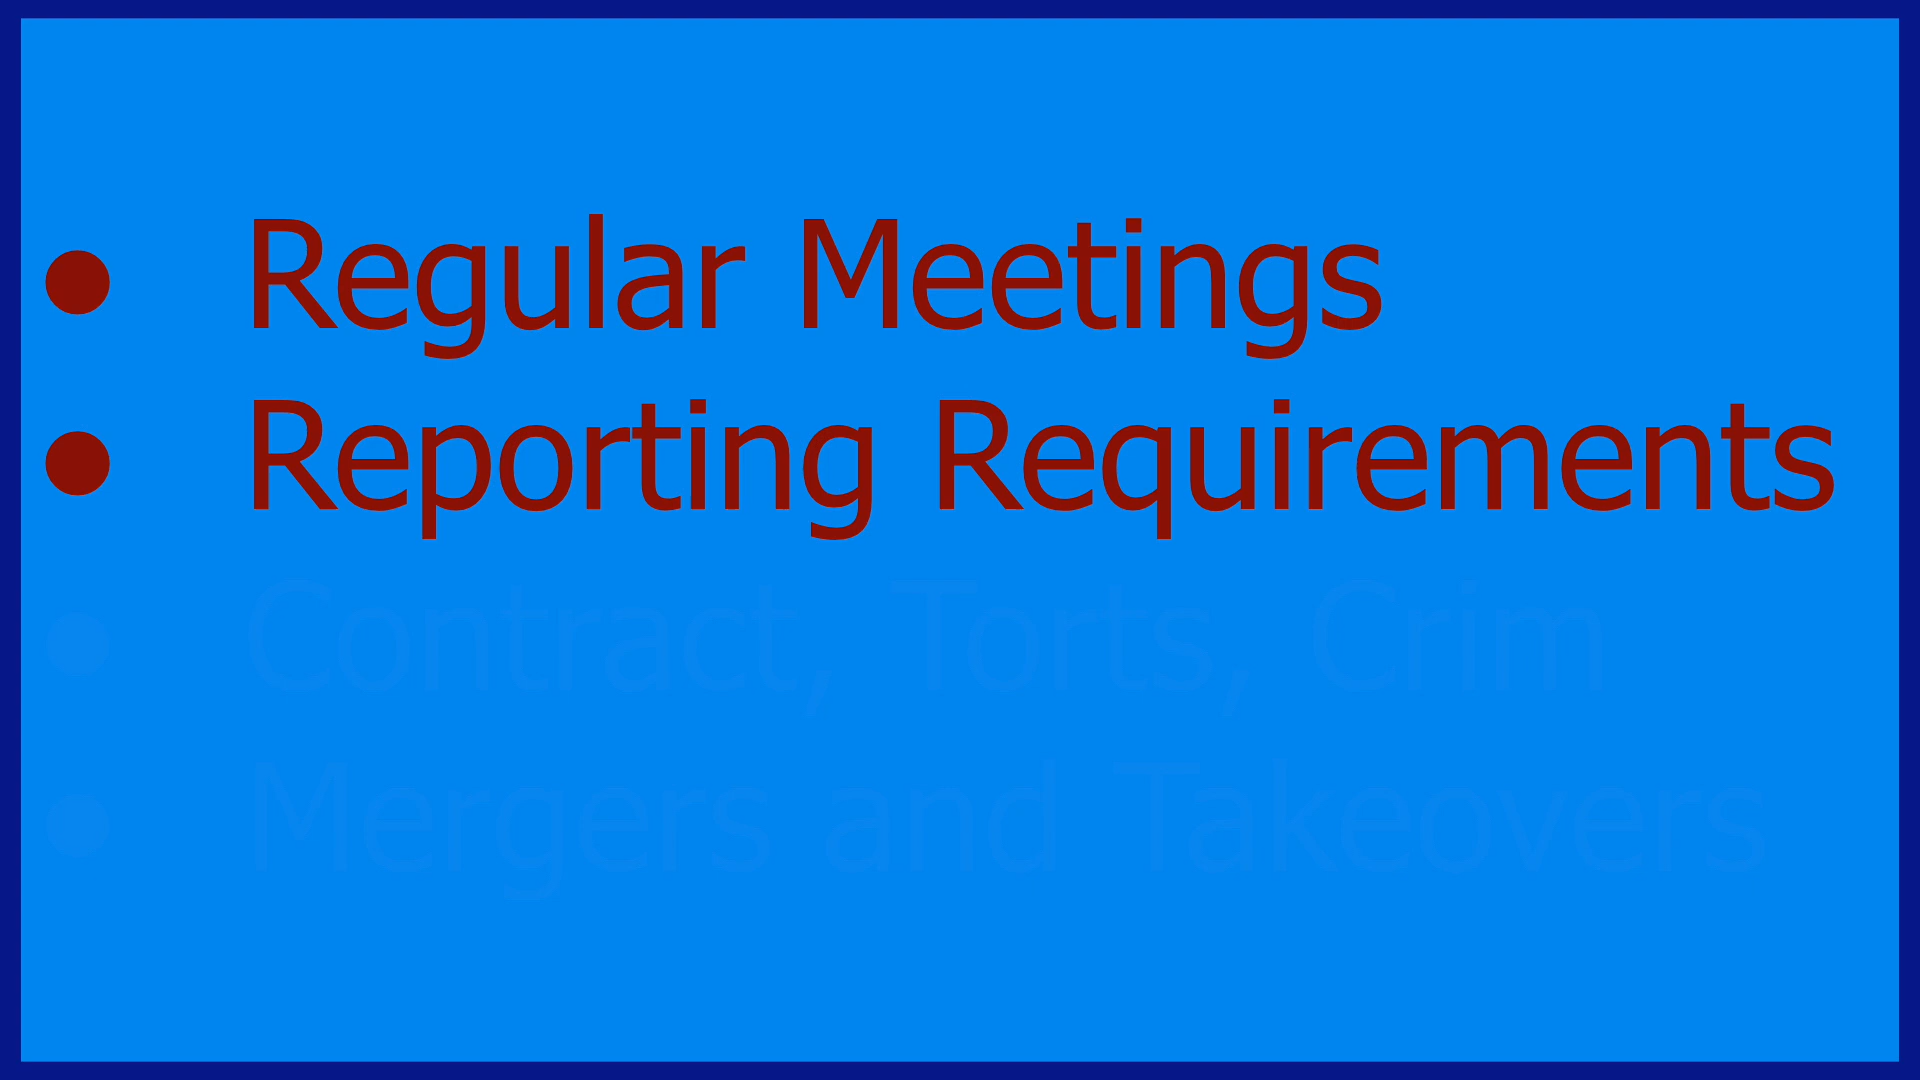 • Regular Meetings
• Reporting Requirements
• Contract, Torts, Crim
• Mergers and Takeovers